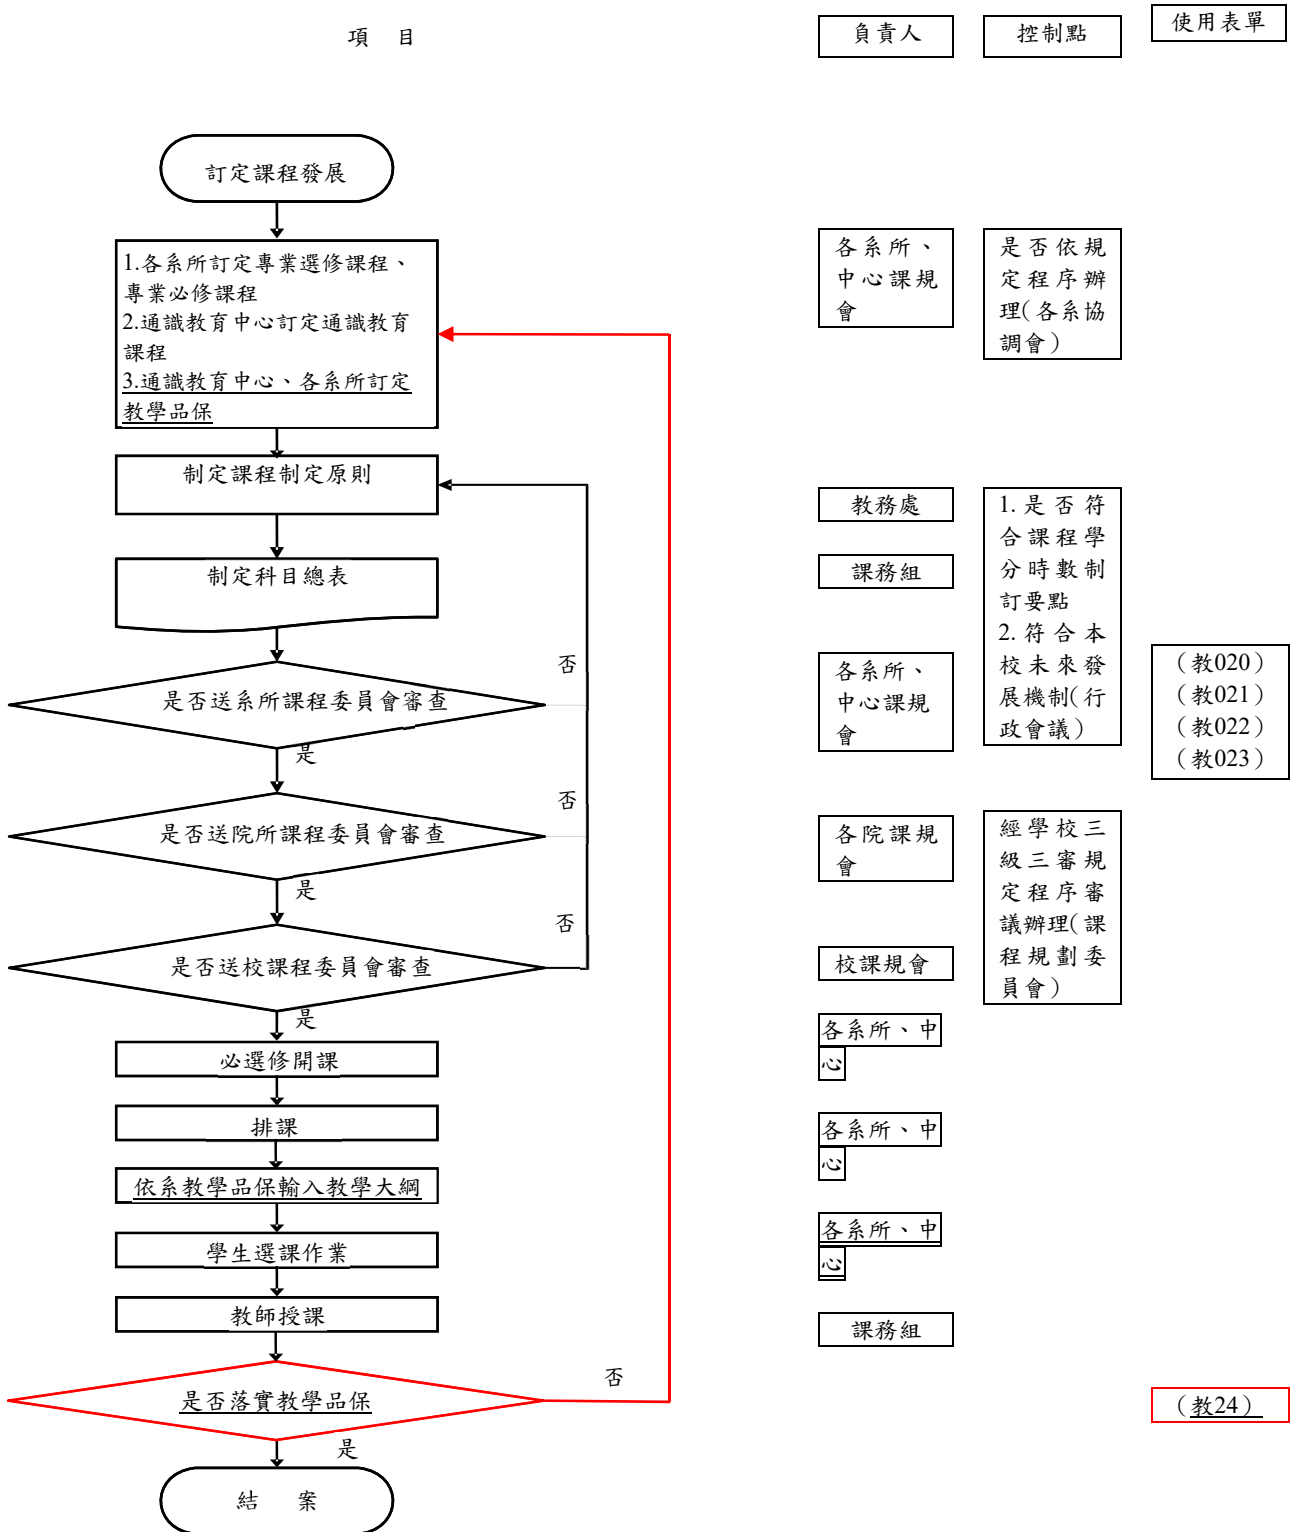 項 目
負責人
控制點
使用表單
訂定課程發展
1.各系所訂定專業選修課程、
專業必修課程
2.通識教育中心訂定通識教育
課程
3.通識教育中心、各系所訂定
教學品保
各系所、
中心課規
會
是否依規
定程序辦
理(各系協
調會)
制定課程制定原則
教務處
課務組
1.是否符
合課程學
分時數制
訂要點
2.符合本
校未來發
展機制(行
政會議)
制定科目總表
是否送系所課程委員會審查
否
是
各系所、
中心課規
會
(教020)
(教021)
(教022)
(教023)
是否送院所課程委員會審查
否
是
各院課規
會
經學校三
級三審規
定程序審
議辦理(課
程規劃委
員會)
是否送校課程委員會審查
否
是
校課規會
必選修開課
各系所、中
心
排課
各系所、中
心
依系教學品保輸入教學大綱
學生選課作業
各系所、中
心
教師授課
課務組
是否落實教學品保
否
是
(教24)
結 案